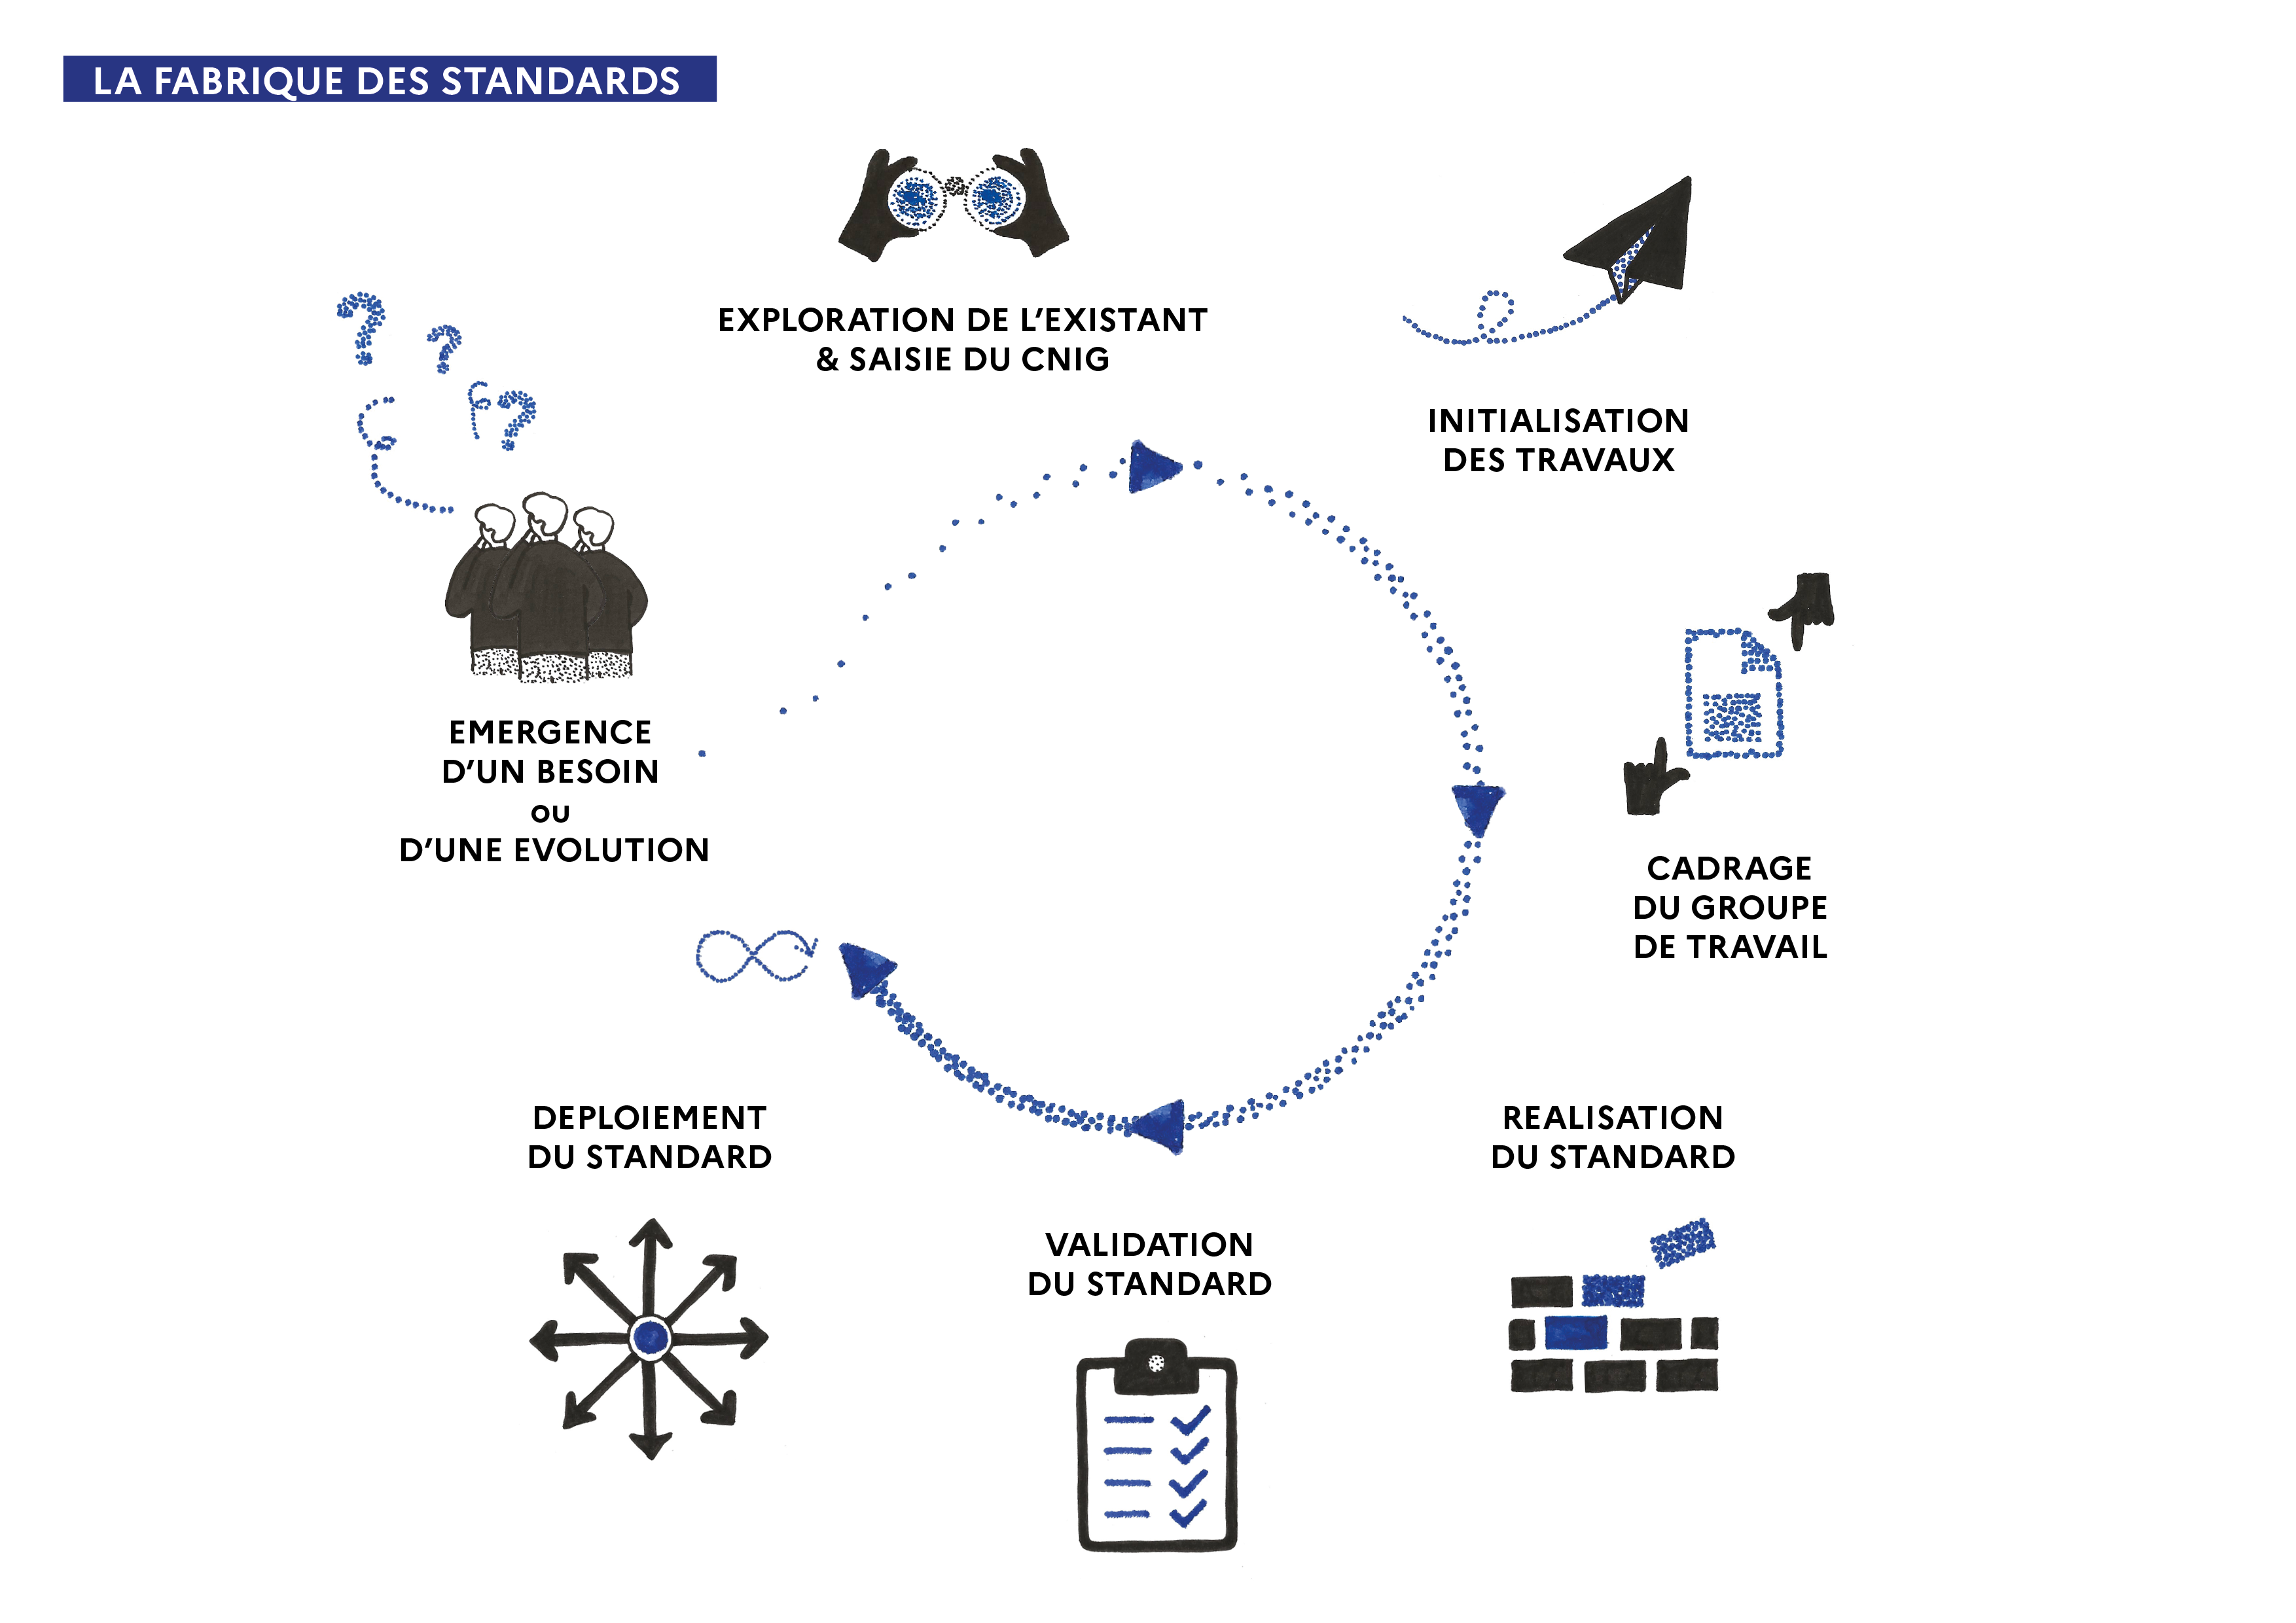 LA FABRIQUE DES STANDARDS
EXPLORATION DE L'EXISTANT
& SAISIE DU CNIG
INITIALISATION
DES TRAVAUX
EMERGENCE
D'UN BESOIN
OU
D'UNE EVOLUTION
CADRAGE
DU GROUPE
DE TRAVAIL
REALISATION
DU STANDARD
VALIDATION
DU STANDARD
DEPLOIEMENT
DU STANDARD